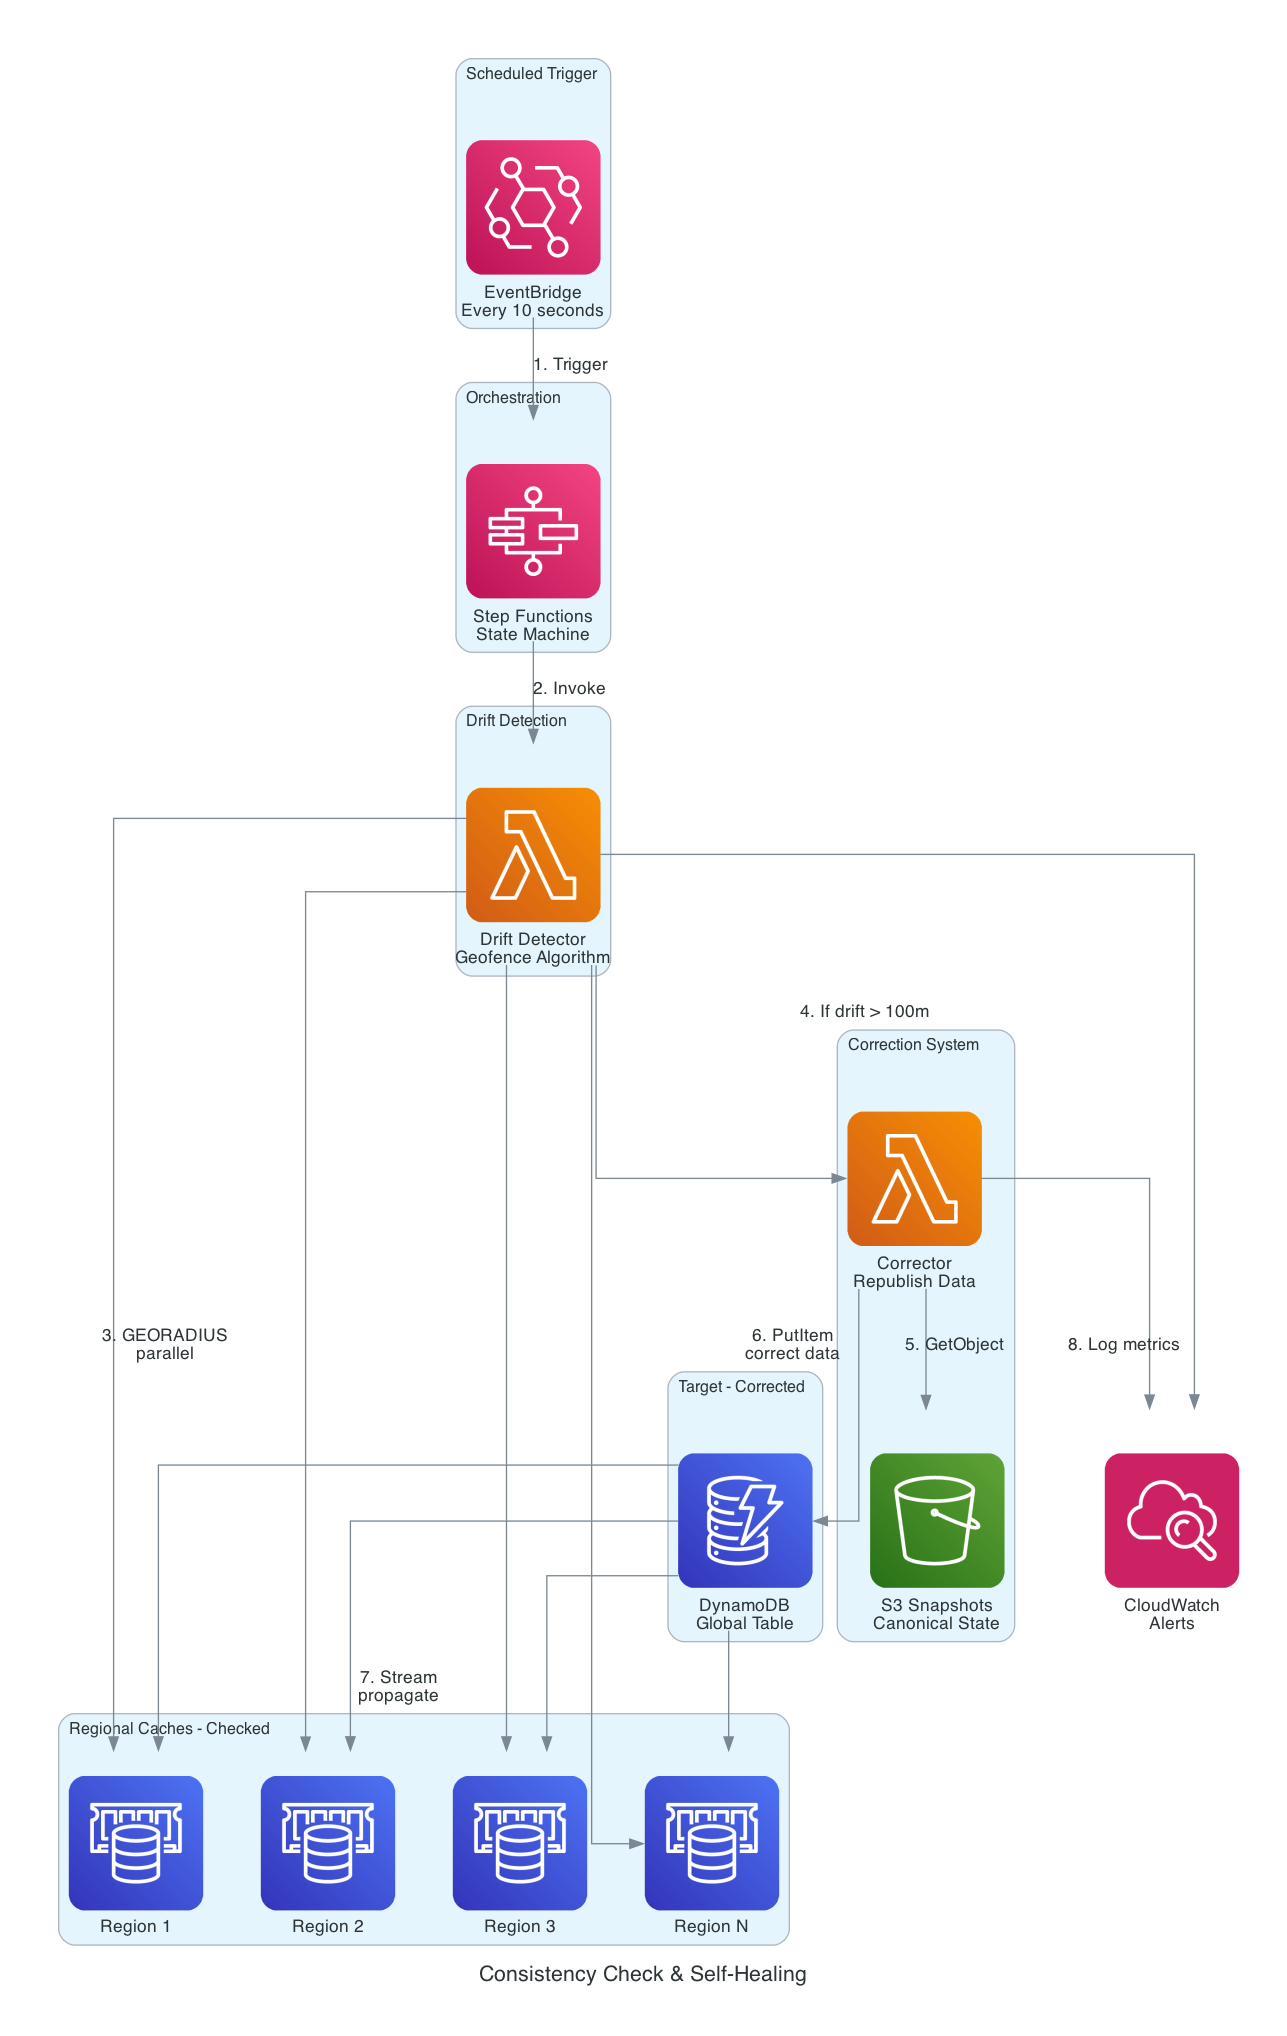 Scheduled Trigger
EventBridge
Every 10 seconds
1. Trigger
Orchestration
Step Functions
State Machine
2. Invoke
Drift Detection
Drift Detector
Geofence Algorithm
4. If drift > 100m
Correction System
Corrector
Republish Data
3. GEORADIUS
parallel
6. PutItem
correct data
5. GetObject
8. Log metrics
Target - Corrected
DynamoDB
Global Table
S3 Snapshots
Canonical State
CloudWatch
Alerts
7. Stream
propagate
Regional Caches - Checked
Region 1
Region 2
Region 3
Region N
Consistency Check & Self-Healing